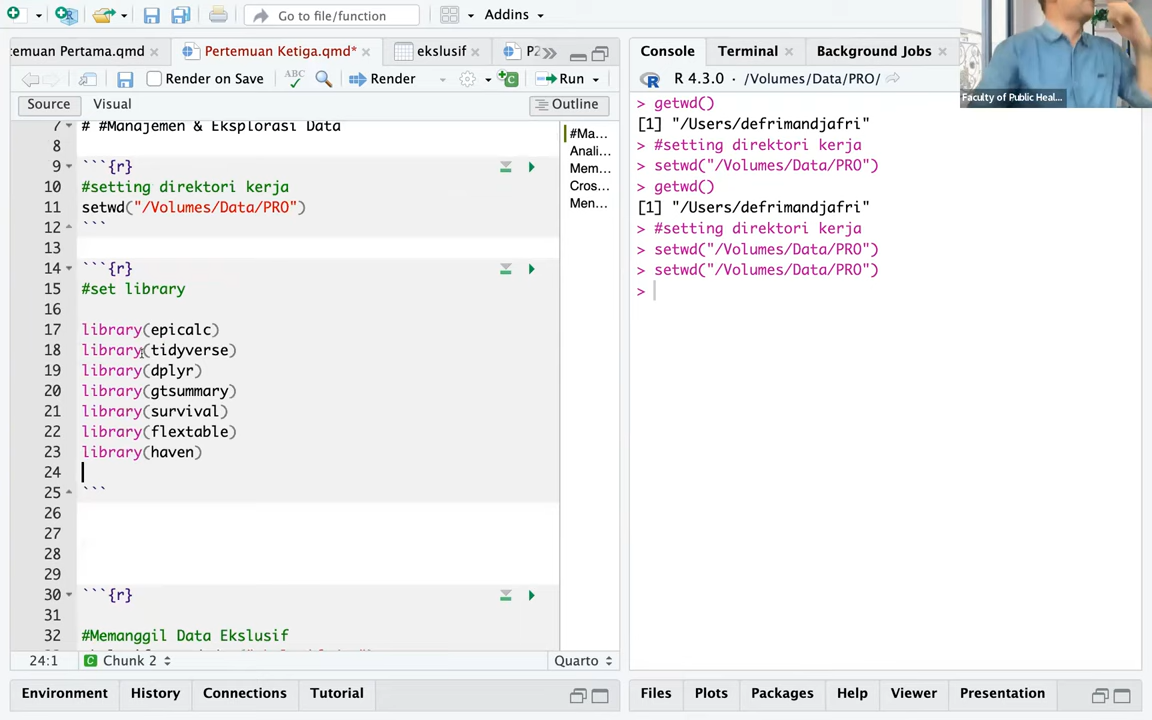 Go to file/function
Addins
temuan Pertama.qmd
Pertemuan Ketiga.qmd*
ekslusif
Render on Save
ABC
Render
Run
Source
Visual
Outline
7
# #Manajemen & Eksplorasi Data
8
9
```{r}
10
#setting direktori kerja
11
setwd("/Volumes/Data/PRO")
12
```
13
14
```{r}
15
#set library
16
17
library(epicalc)
18
library(tidyverse)
19
library(dplyr)
20
library(gtsummary)
21
library(survival)
22
library(flextable)
23
library(haven)
24
25
```
26
27
28
29
30
```{r}
31
32
#Memanggil Data Ekslusif
#Ma...
Anali...
Mem...
Cros...
Men...
24:1
Chunk 2
Quarto
Environment
History
Connections
Tutorial
Console
Terminal
Background Jobs
R 4.3.0 · /Volumes/Data/PRO/
> getwd()
[1] "/Users/defrimandjafri"
> #setting direktori kerja
> setwd("/Volumes/Data/PRO")
> getwd()
[1] "/Users/defrimandjafri"
> #setting direktori kerja
> setwd("/Volumes/Data/PRO")
> setwd("/Volumes/Data/PRO")
>
Files
Plots
Packages
Help
Viewer
Presentation
Faculty of Public Heal...